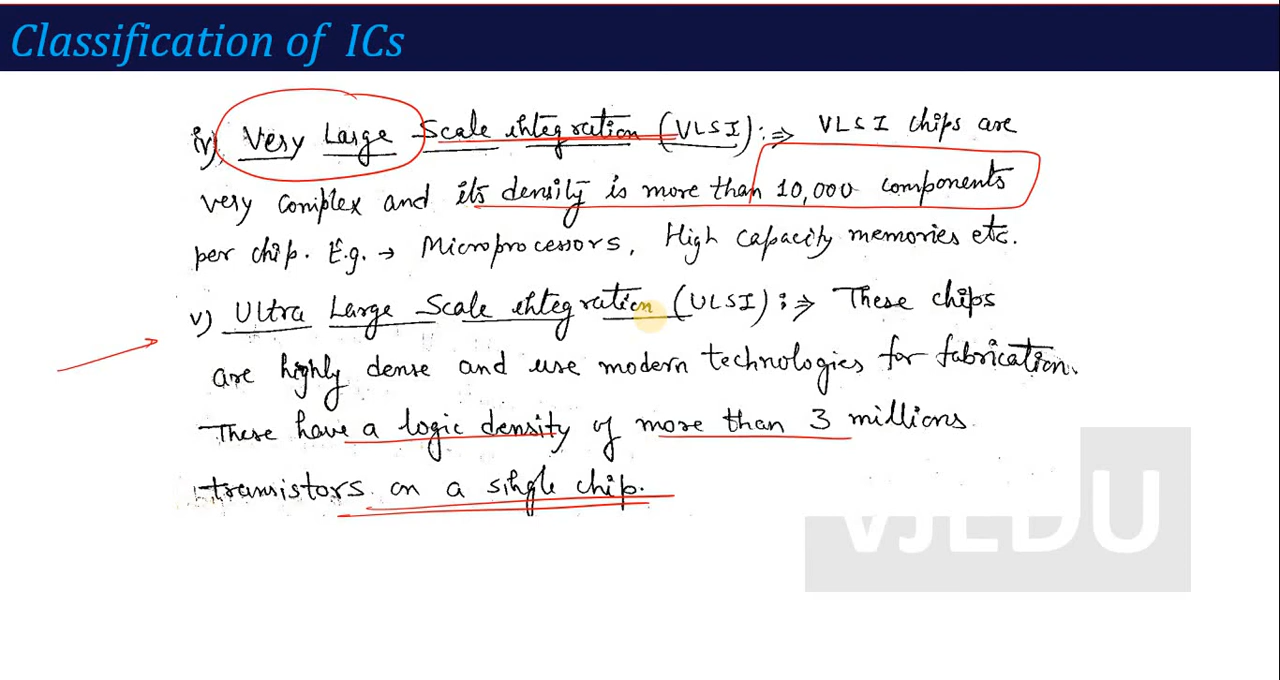 Classification of ICs
iv) Very Large Scale integration (VLSI):⇒ VLSI chips are
very complex and its density is more than 10,000 components
per chip. E.g. → Microprocessors, High capacity memories etc.
v) Ultra Large Scale integration (ULSI):⇒ These chips
are highly dense and use modern technologies for fabrication.
These have a logic density of more than 3 millions
transistors on a single chip.
VJEDU